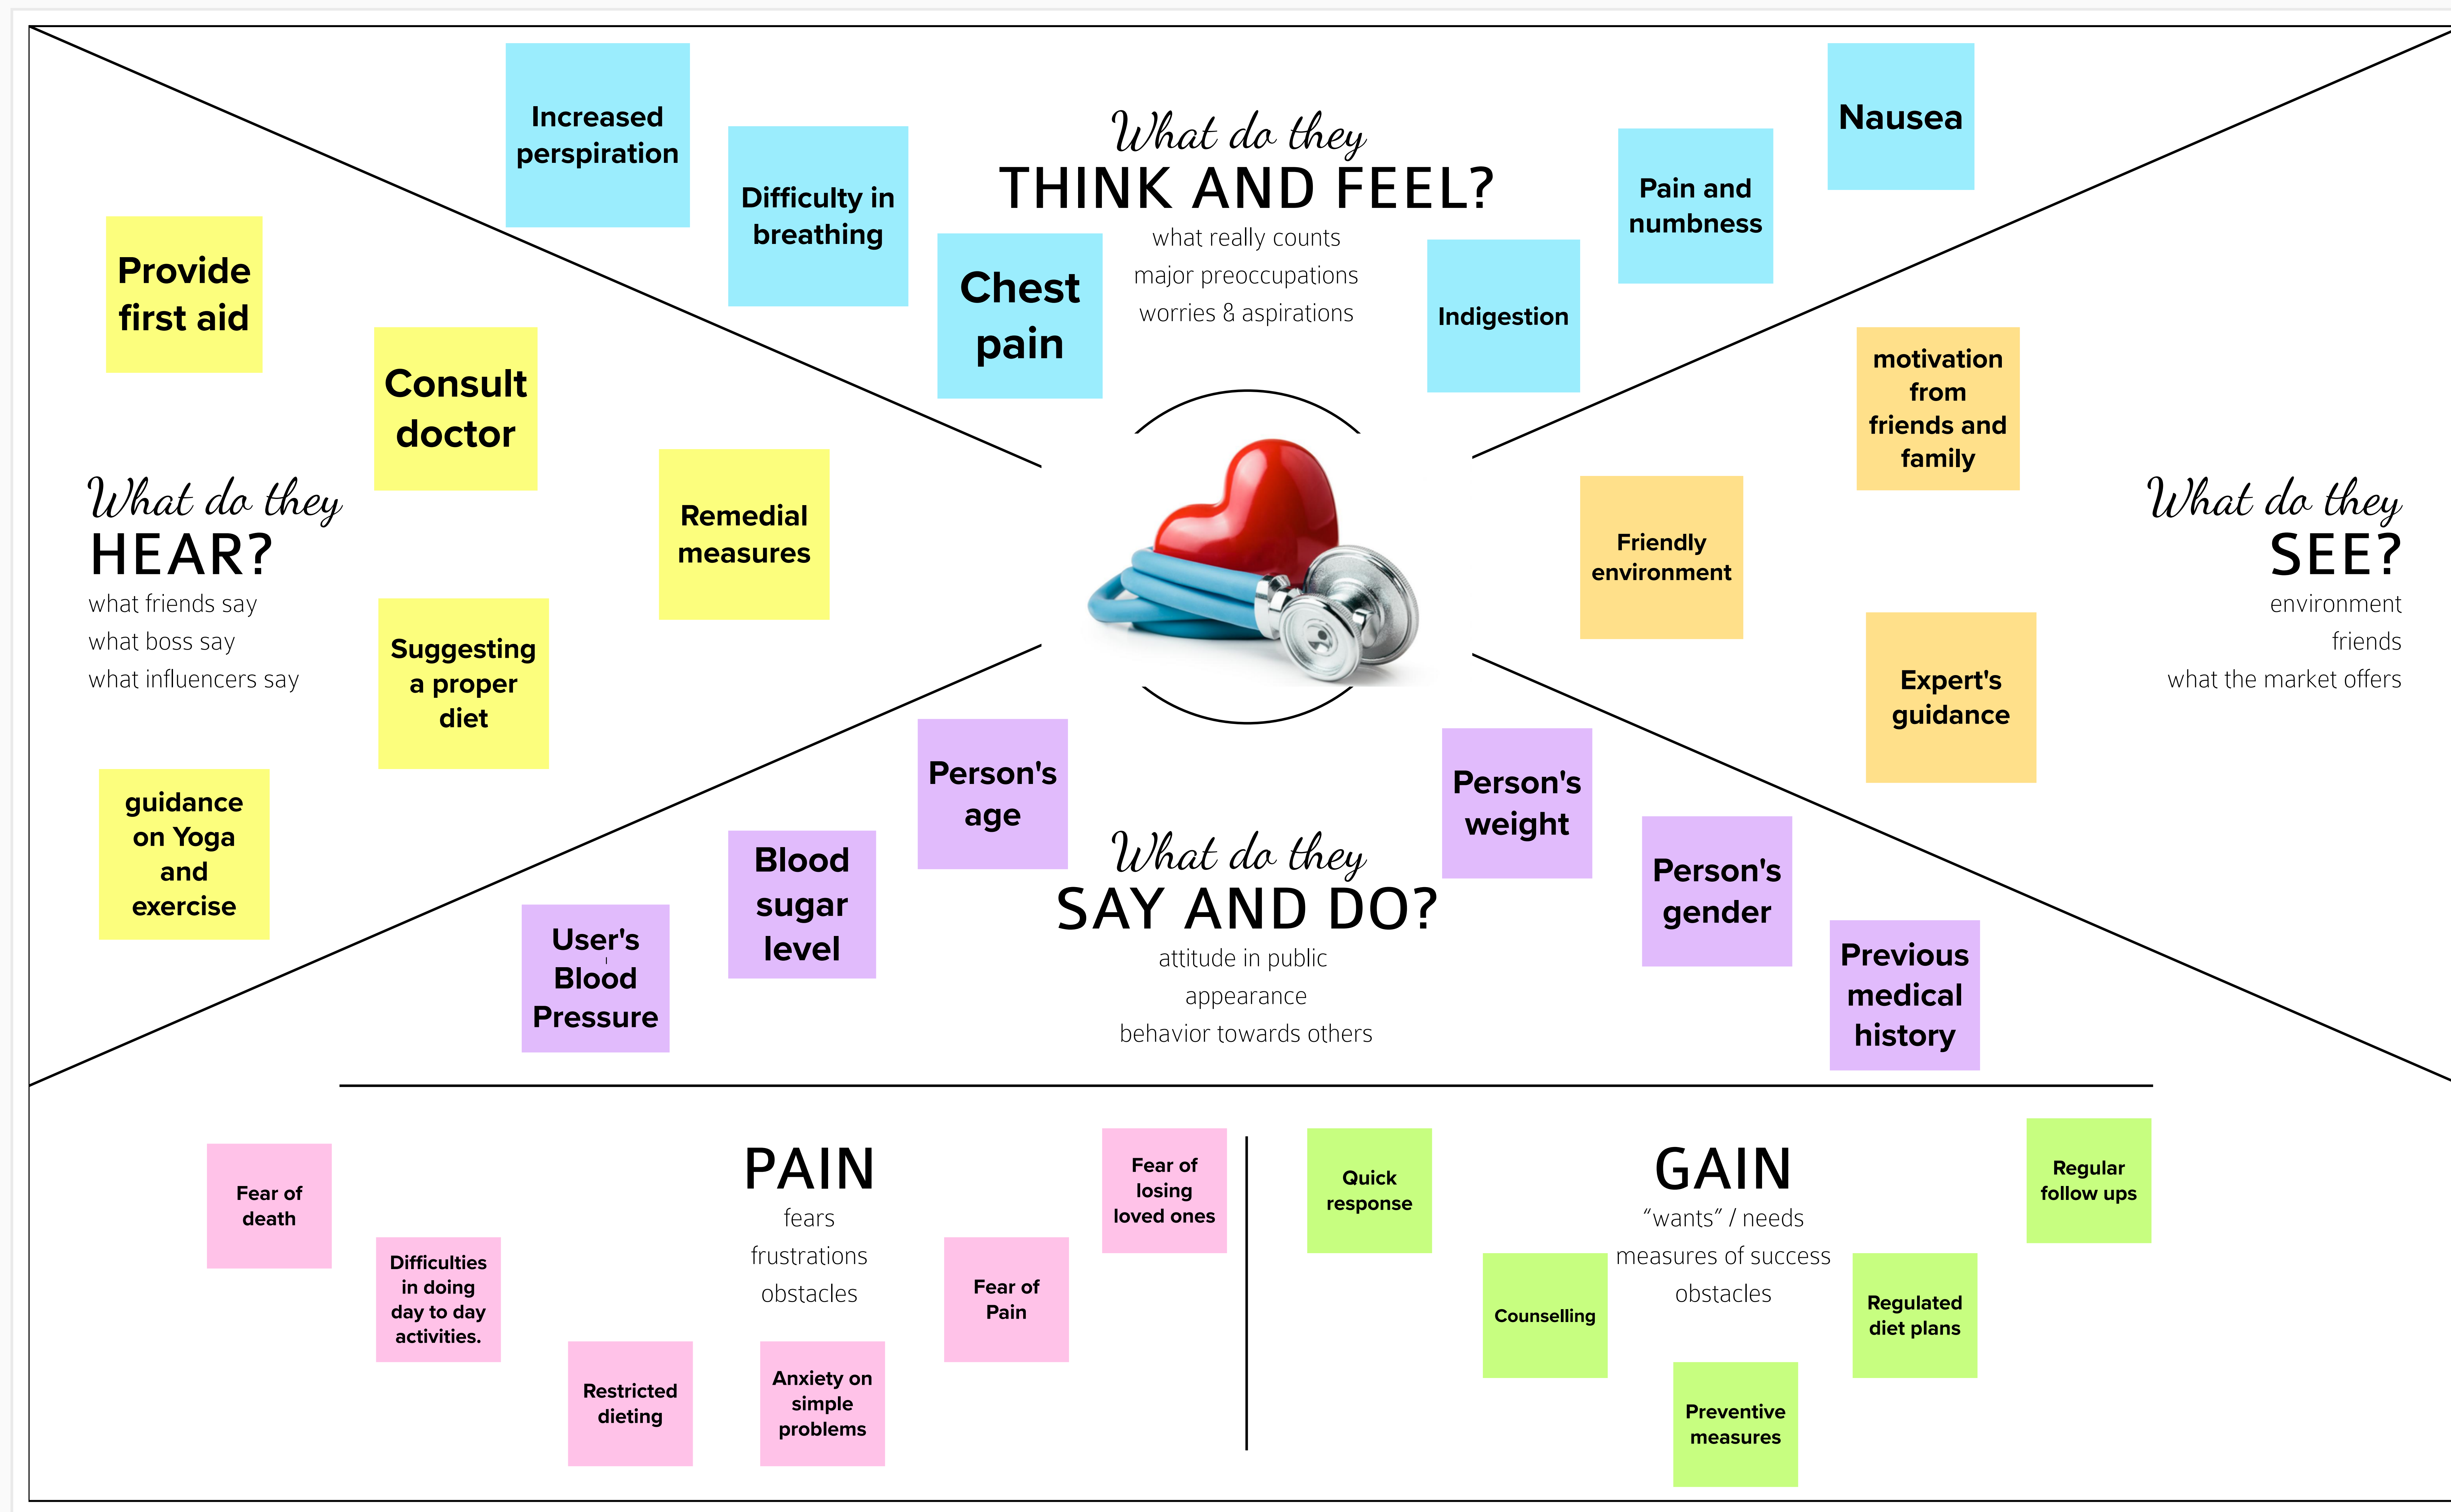 Increased
perspiration
Difficulty in
breathing
Chest
pain
What do they
THINK AND FEEL?
what really counts
major preoccupations
worries & aspirations
Indigestion
Pain and
numbness
Nausea
Provide
first aid
Consult
doctor
Remedial
measures
What do they
HEAR?
what friends say
what boss say
what influencers say
Suggesting
a proper
diet
guidance
on Yoga
and
exercise
motivation
from
friends and
family
Friendly
environment
Expert's
guidance
What do they
SEE?
environment
friends
what the market offers
User's
Blood
Pressure
Blood
sugar
level
Person's
age
What do they
SAY AND DO?
attitude in public
appearance
behavior towards others
Person's
weight
Person's
gender
Previous
medical
history
PAIN
fears
frustrations
obstacles
Fear of
death
Difficulties
in doing
day to day
activities.
Restricted
dieting
Anxiety on
simple
problems
Fear of
Pain
Fear of
losing
loved ones
GAIN
“wants” / needs
measures of success
obstacles
Quick
response
Counselling
Preventive
measures
Regulated
diet plans
Regular
follow ups